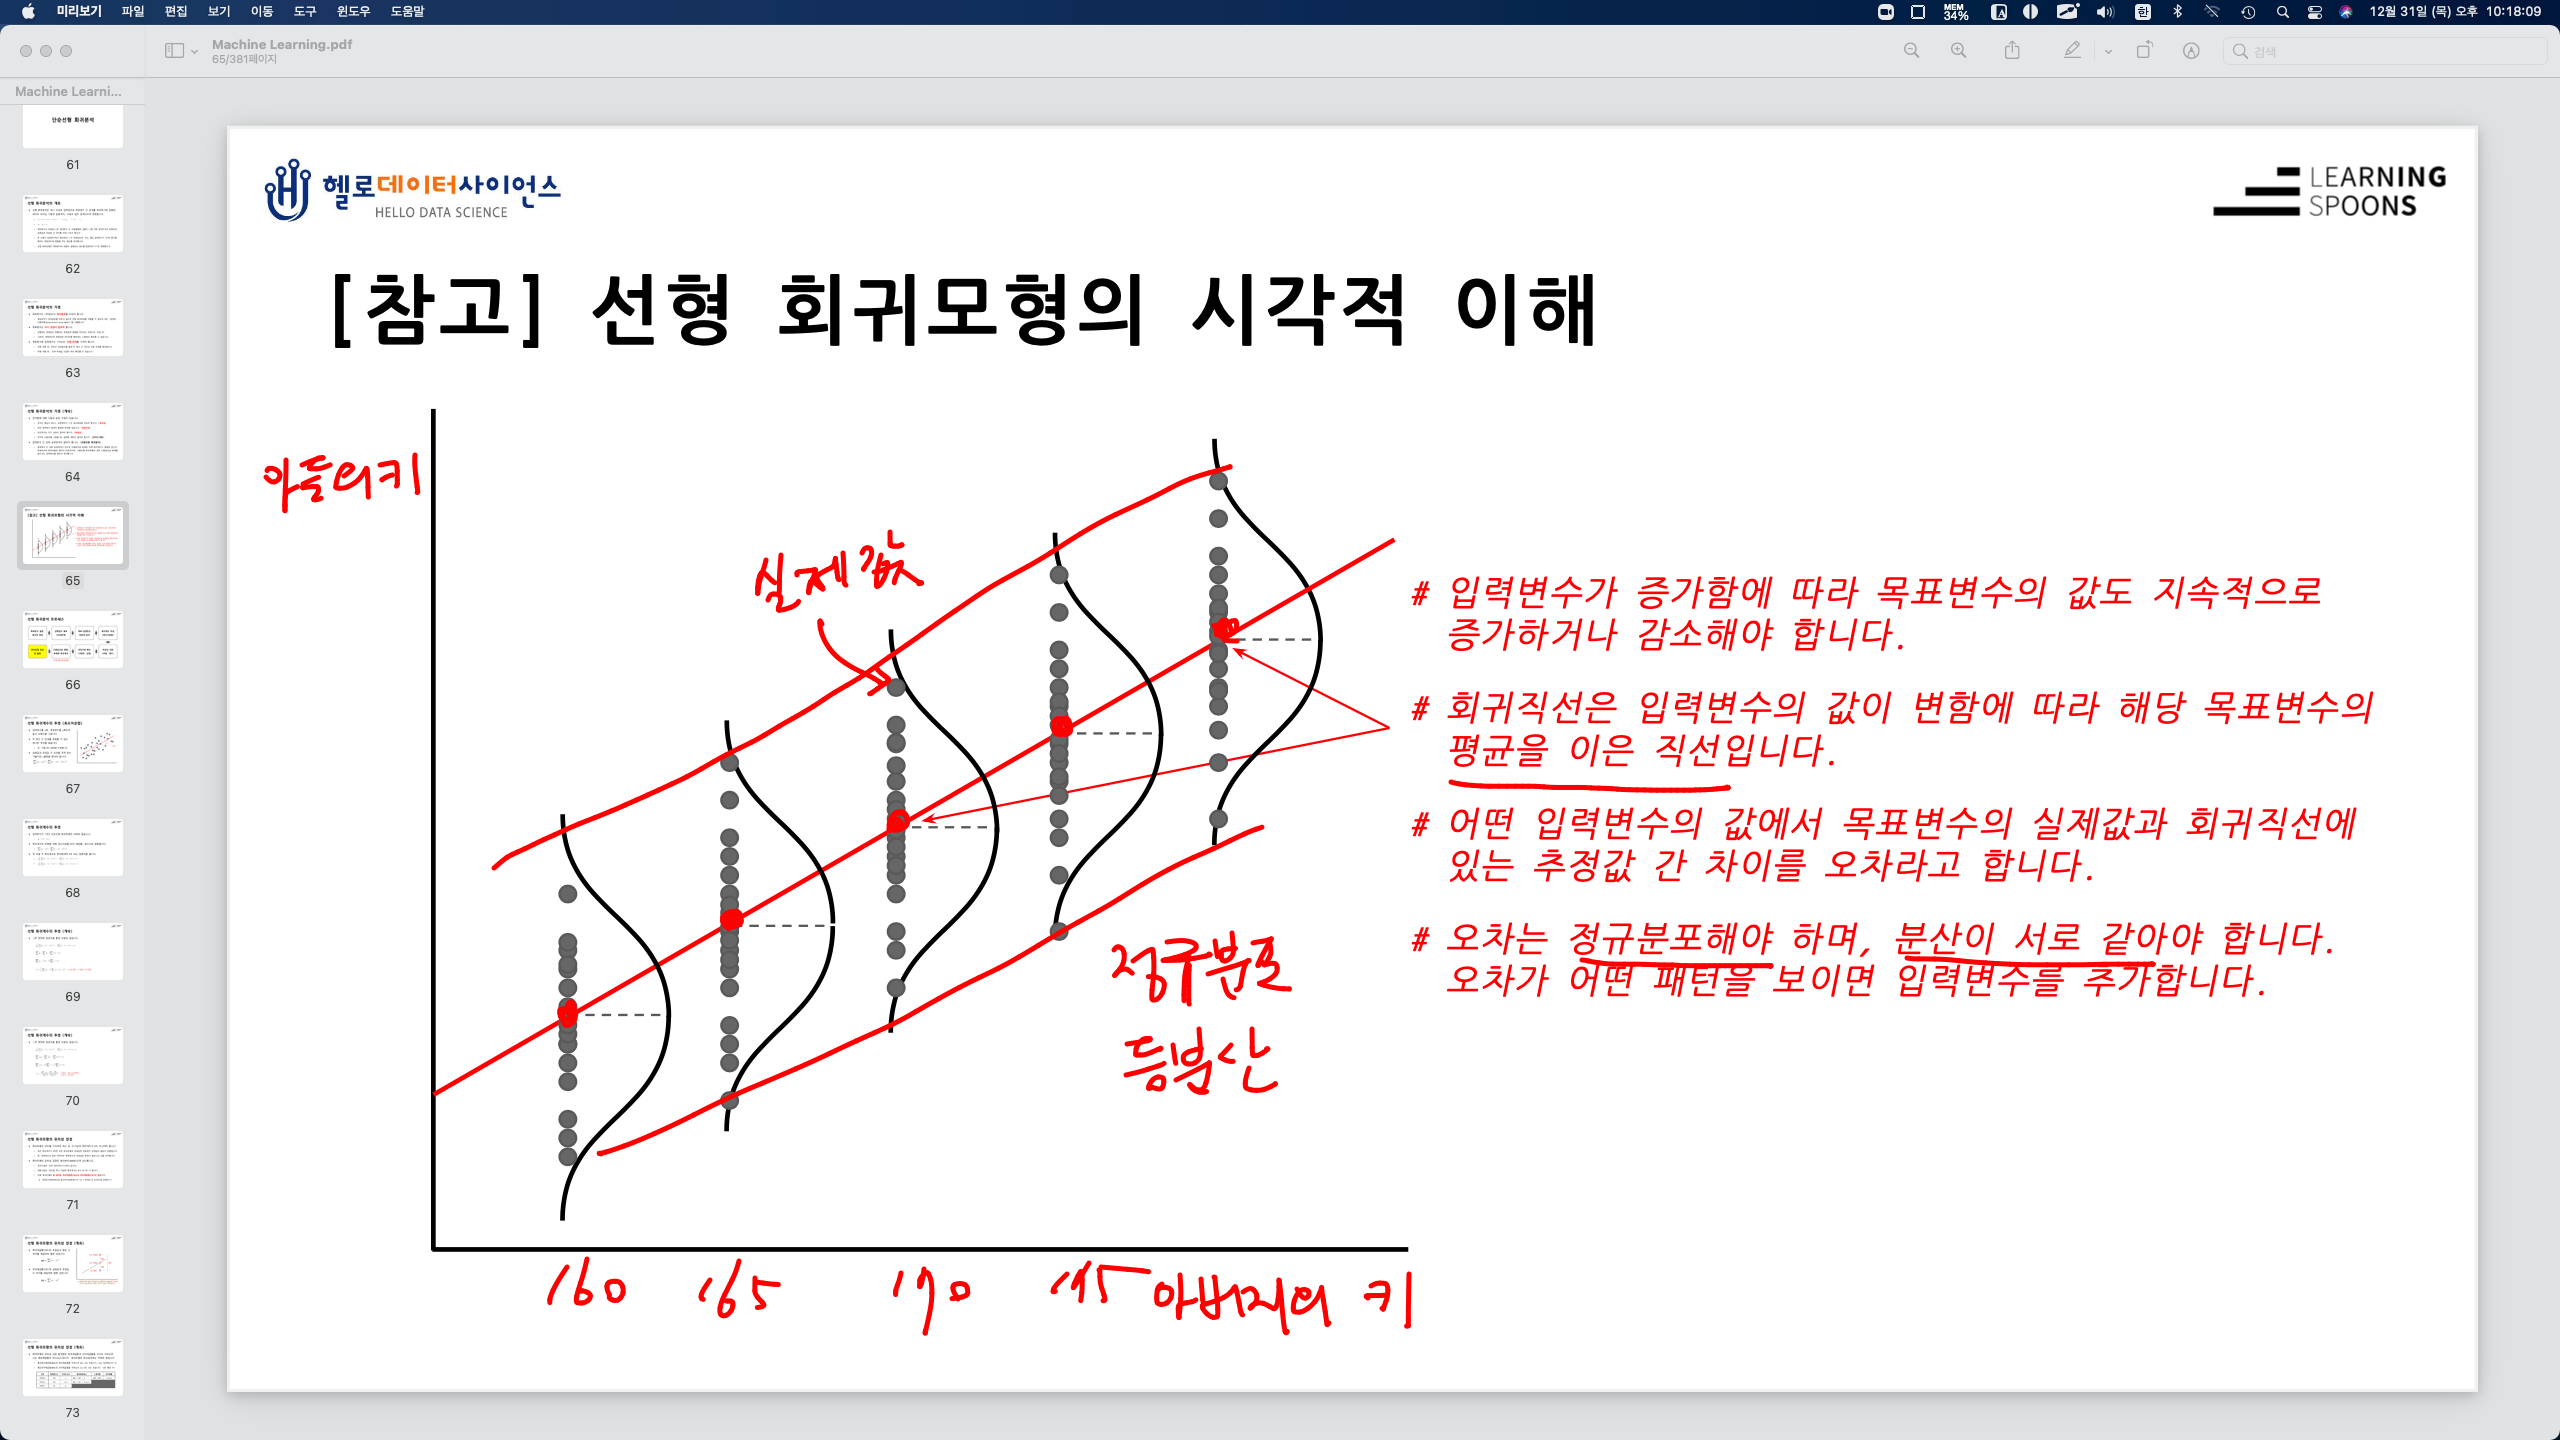 미리보기 파일 편집 보기 이동 도구 윈도우 도움말
MEM 34% 한 12월 31일 (목) 오후 10:18:09
Machine Learning.pdf
65/381페이지
검색
Machine Learni...
단순선형 회귀분석
61
62
63
64
65
66
67
68
69
70
71
72
73
헬로데이터사이언스
HELLO DATA SCIENCE
LEARNING
SPOONS
[참고] 선형 회귀모형의 시각적 이해
아들의키
실제값
# 입력변수가 증가함에 따라 목표변수의 값도 지속적으로
증가하거나 감소해야 합니다.
# 회귀직선은 입력변수의 값이 변함에 따라 해당 목표변수의
평균을 이은 직선입니다.
# 어떤 입력변수의 값에서 목표변수의 실제값과 회귀직선에
있는 추정값 간 차이를 오차라고 합니다.
# 오차는 정규분포해야 하며, 분산이 서로 같아야 합니다.
오차가 어떤 패턴을 보이면 입력변수를 추가합니다.
정규분포
등분산
160 165 170 175 아버지의 키